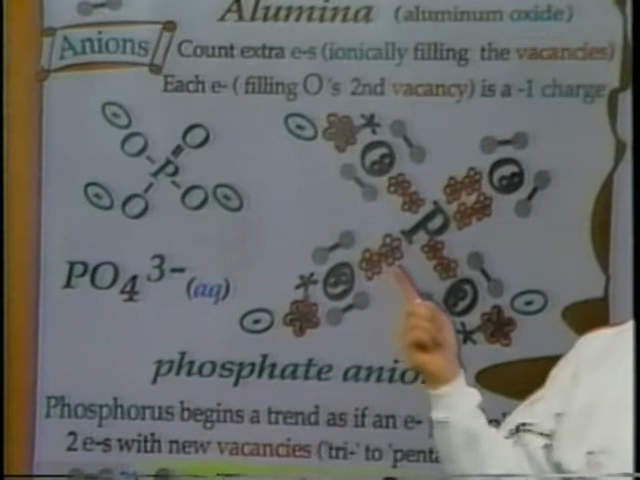 Alumina (aluminum oxide)
Anions
Count extra e-s (ionically filling the vacancies)
Each e- ( filling O's 2nd vacancy) is a -1 charge
O O
P
O O
P
PO4 3- (aq)
phosphate anio
Phosphorus begins a trend as if an e-
2 e-s with new vacancies ('tri-' to 'penta